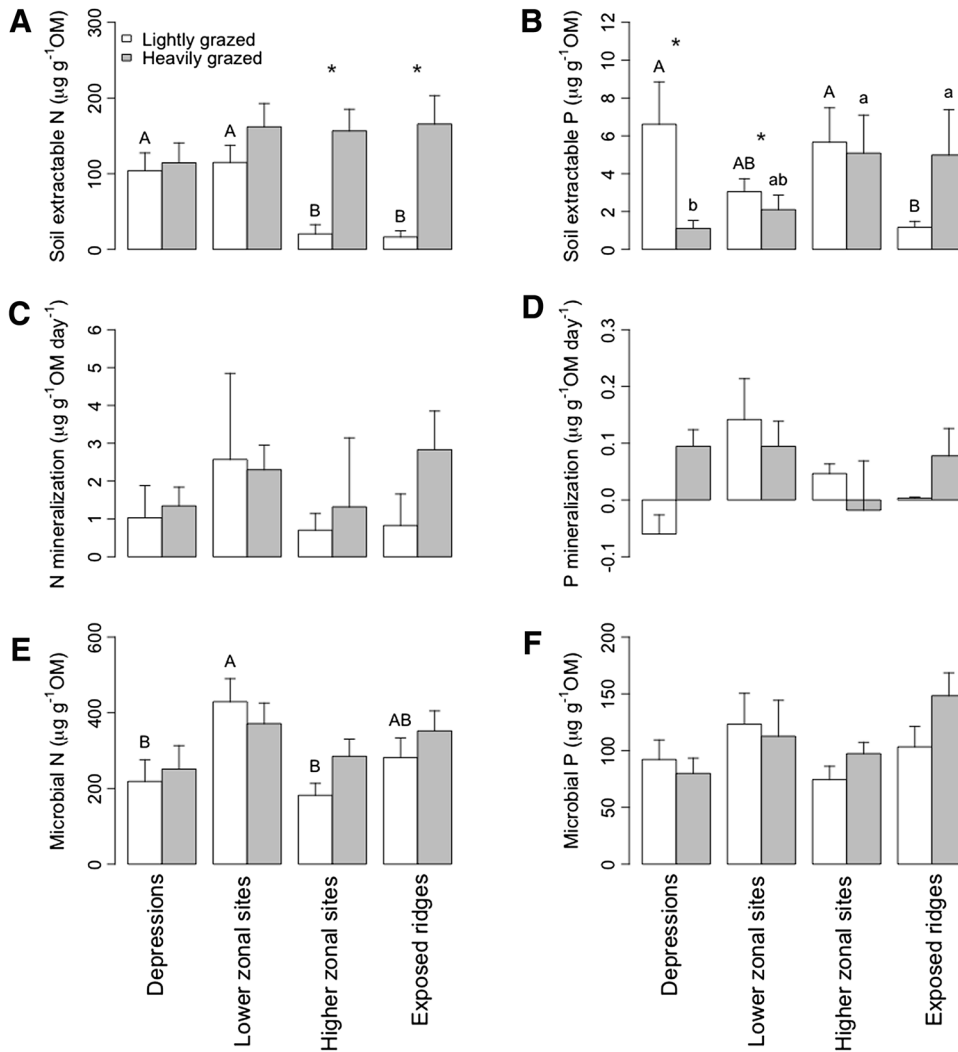 A
Soil extractable N (µg g⁻¹OM)
300
200
100
0
Lightly grazed
Heavily grazed
A
A
B
*
B
*
B
Soil extractable P (µg g⁻¹OM)
12
10
8
6
4
2
0
A
*
b
AB
*
ab
A
a
B
a
C
N mineralization (µg g⁻¹OM day⁻¹)
6
5
4
3
2
1
0
D
P mineralization (µg g⁻¹OM day⁻¹)
0.3
0.2
0.1
0.0
-0.1
E
Microbial N (µg g⁻¹OM)
600
400
200
0
B
A
B
AB
Depressions
Lower zonal sites
Higher zonal sites
Exposed ridges
F
Microbial P (µg g⁻¹OM)
200
150
100
50
0
Depressions
Lower zonal sites
Higher zonal sites
Exposed ridges